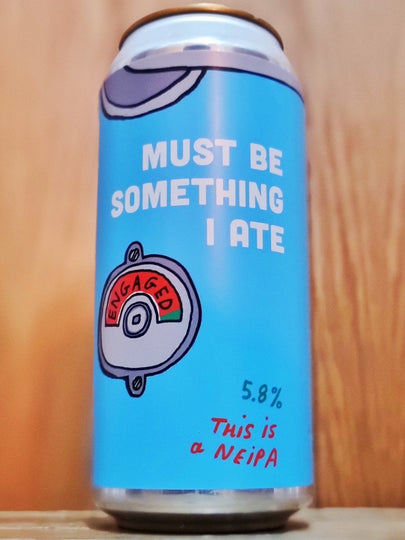 MUST BE
SOMETHING
I ATE
ENGAGED
5.8%
THis is
a NEiPA